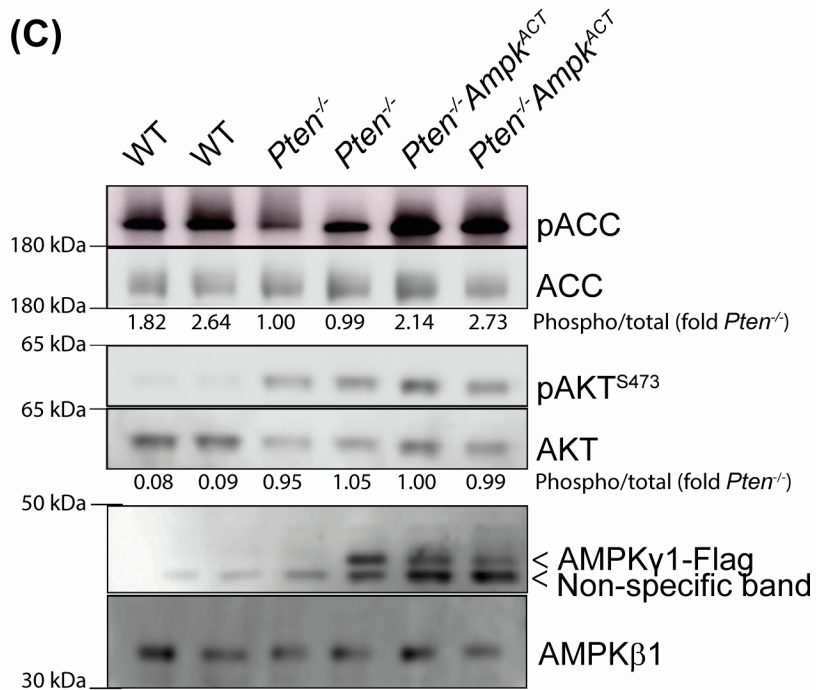 (C)
WT WT Pten-/- Pten-/- Pten-/-AmpkACT Pten-/-AmpkACT
pACC
180 kDa
ACC
180 kDa
1.82 2.64 1.00 0.99 2.14 2.73 Phospho/total (fold Pten-/-)
65 kDa
pAKTS473
65 kDa
AKT
0.08 0.09 0.95 1.05 1.00 0.99 Phospho/total (fold Pten-/-)
50 kDa
< AMPKγ1-Flag
< Non-specific band
AMPKβ1
30 kDa